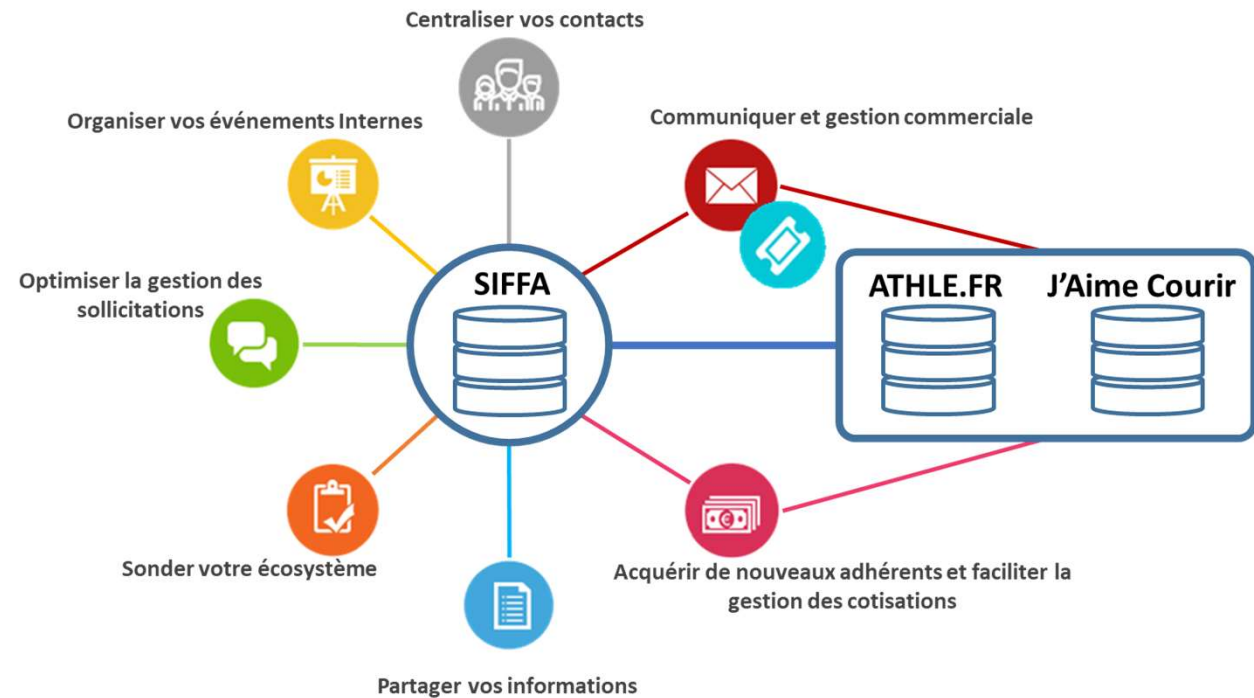 Centraliser vos contacts
Organiser vos événements Internes
Communiquer et gestion commerciale
Optimiser la gestion des
sollicitations
SIFFA
ATHLE.FR
J'Aime Courir
Sonder votre écosystème
Acquérir de nouveaux adhérents et faciliter la
gestion des cotisations
Partager vos informations